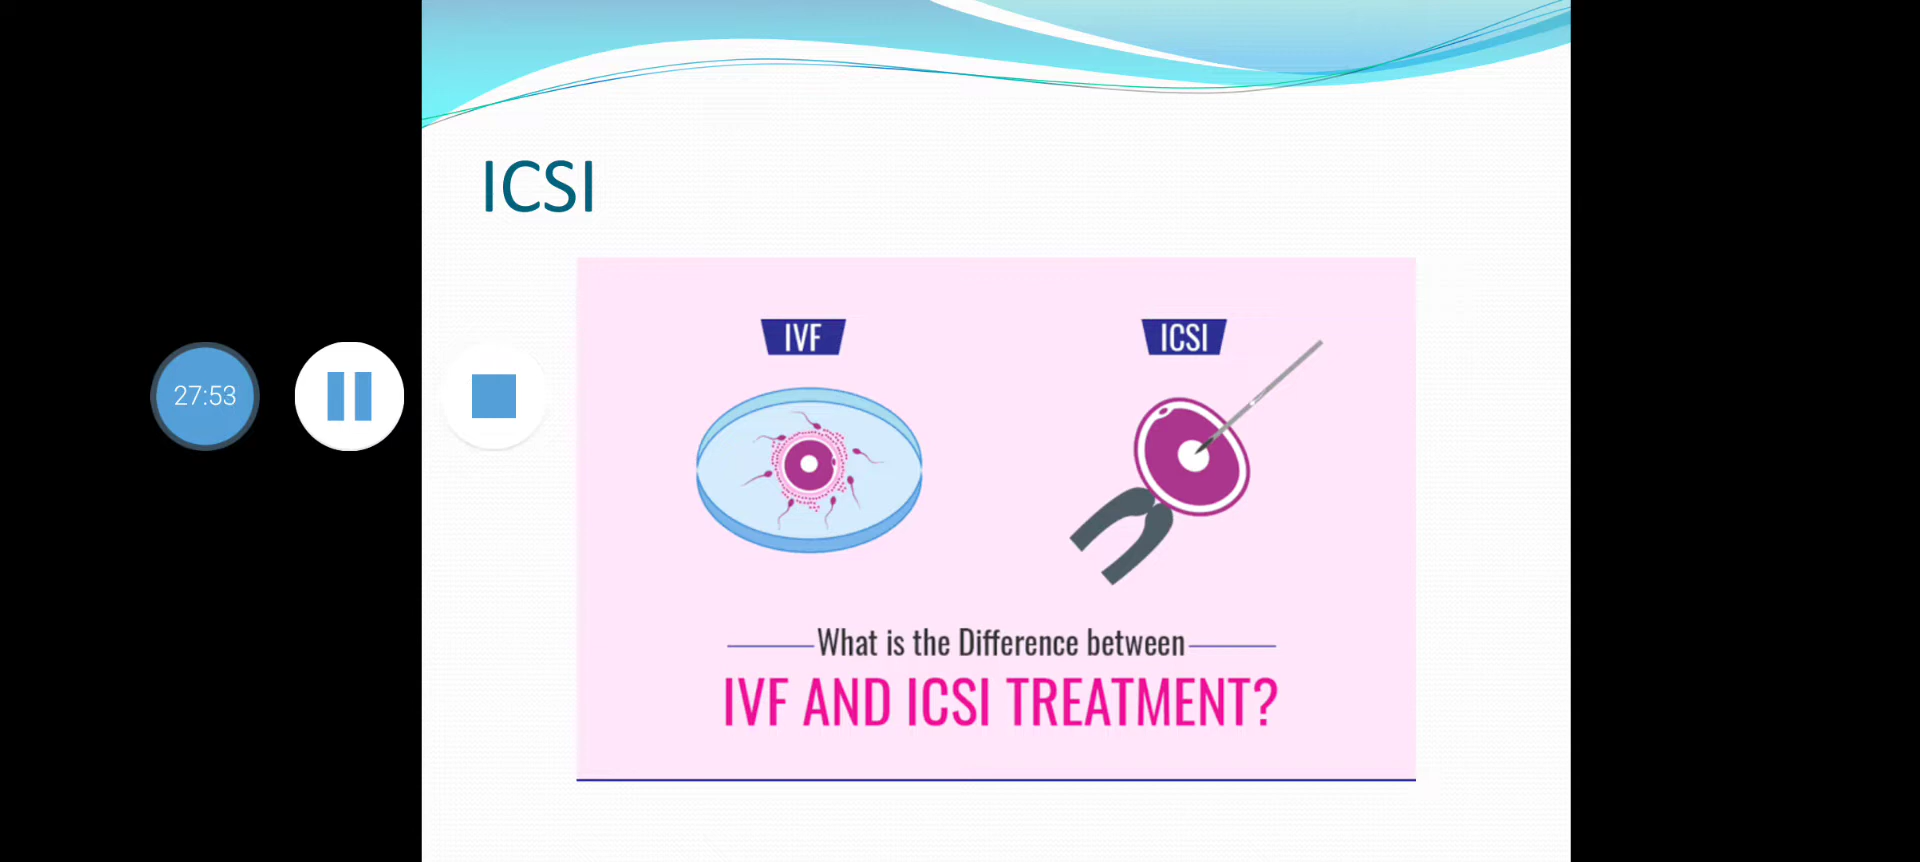 ICSI
IVF
ICSI
27:53
What is the Difference between
IVF AND ICSI TREATMENT?